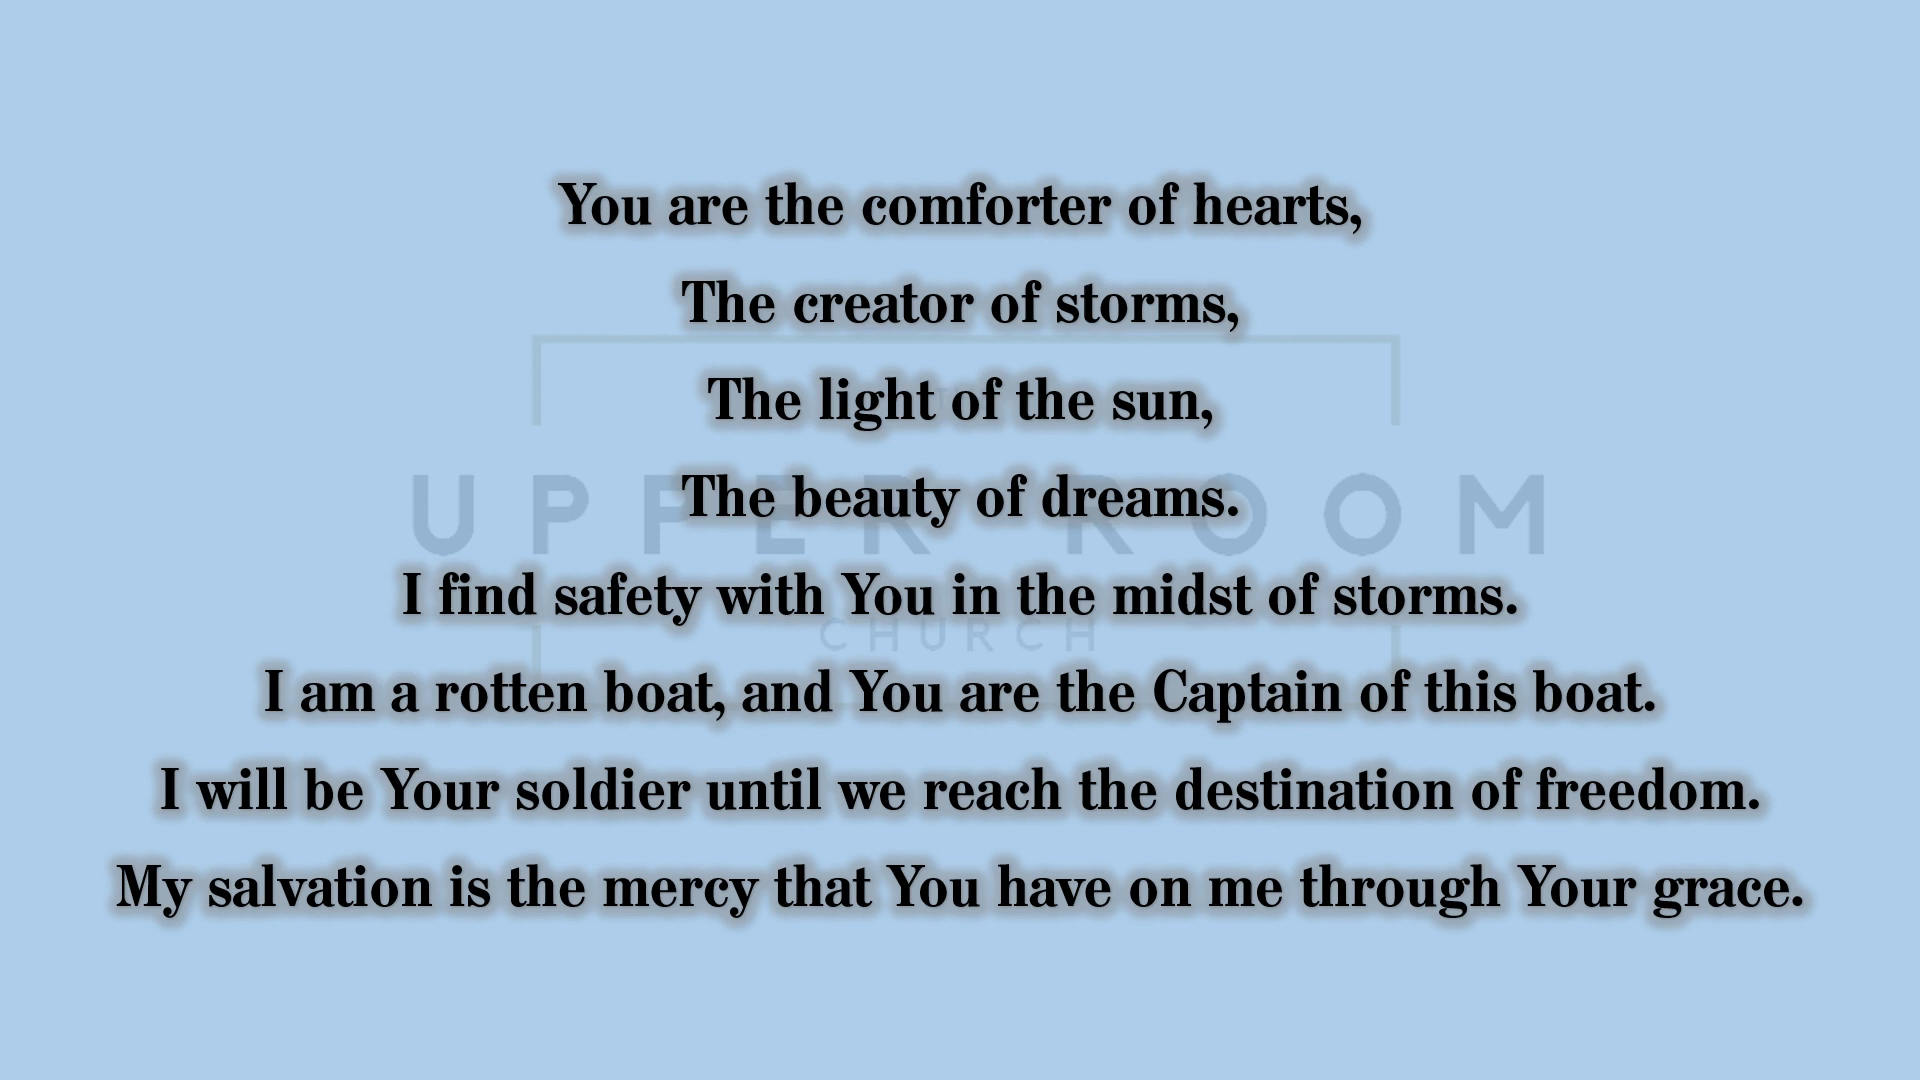 You are the comforter of hearts,
The creator of storms,
The light of the sun,
The beauty of dreams.
UPPER ROOM
I find safety with You in the midst of storms.
CHURCH
I am a rotten boat, and You are the Captain of this boat.
I will be Your soldier until we reach the destination of freedom.
My salvation is the mercy that You have on me through Your grace.